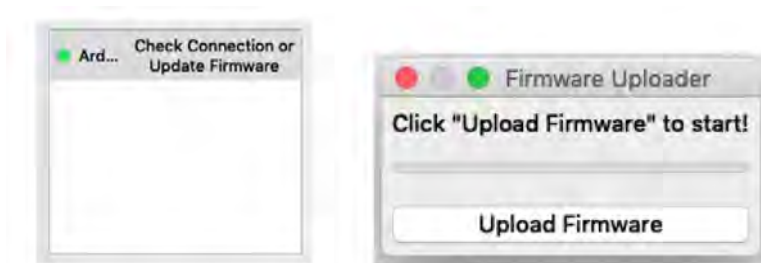 Ard...
Check Connection or
Update Firmware
Firmware Uploader
Click "Upload Firmware" to start!
Upload Firmware